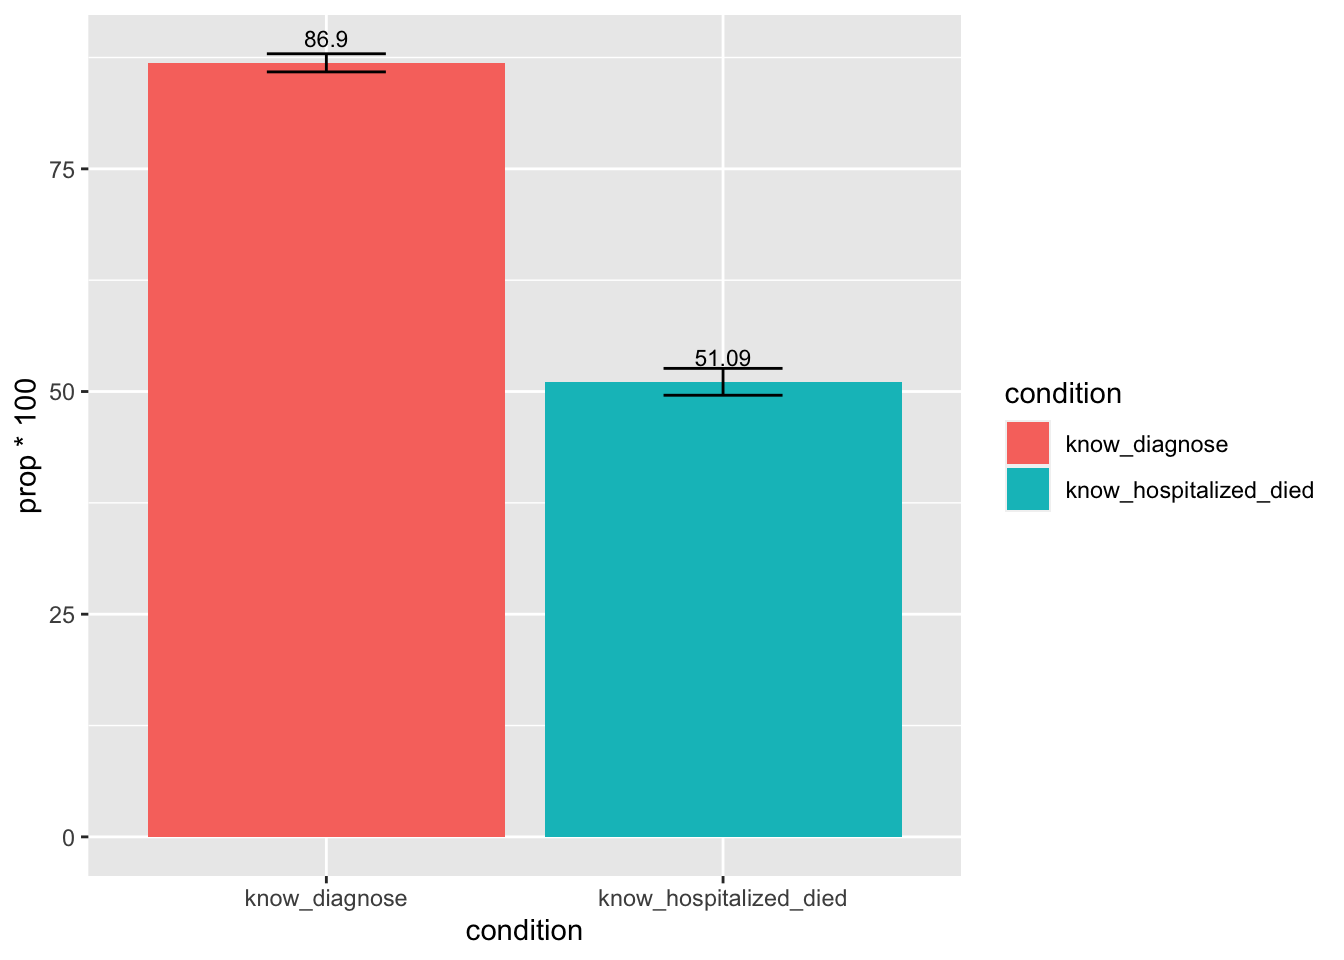 86.9
75
51.09
50
25
0
prop * 100
know_diagnose
know_hospitalized_died
condition
condition
know_diagnose
know_hospitalized_died